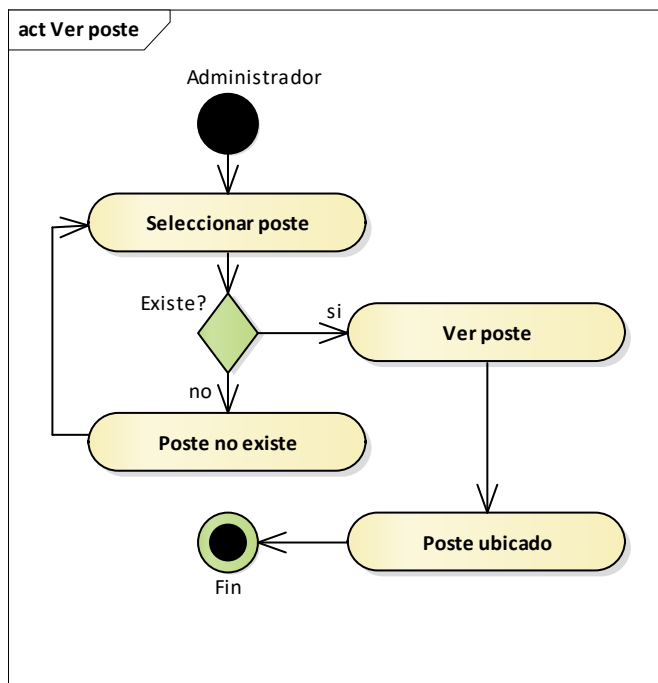 act Ver poste
Administrador
Seleccionar poste
Existe?
si
Ver poste
no
Poste no existe
Poste ubicado
Fin